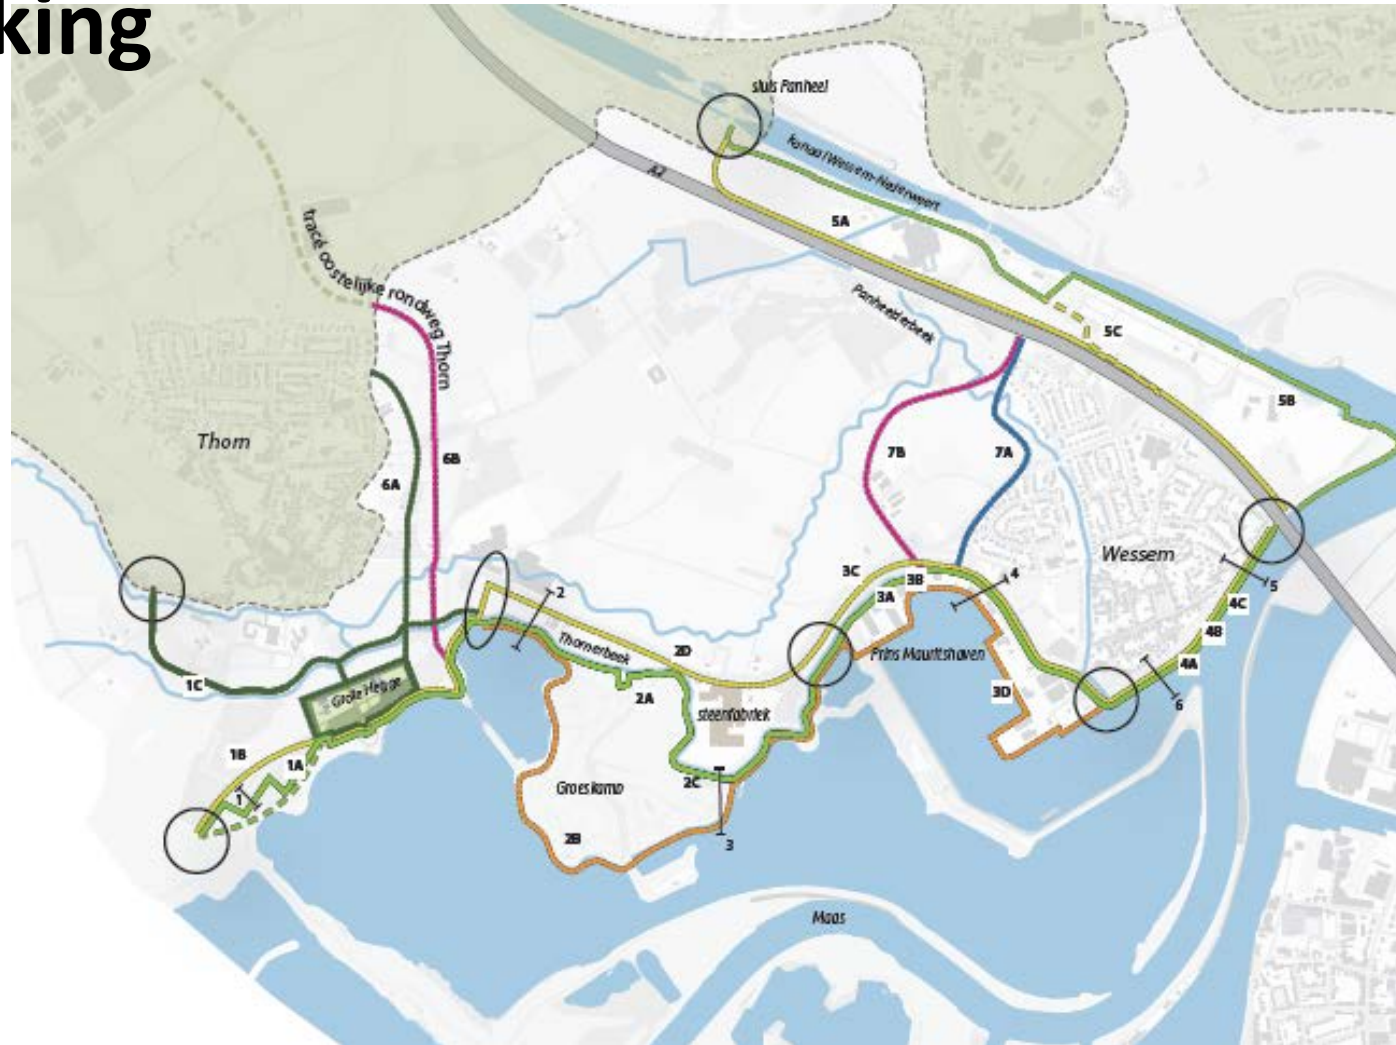 king
sluis Panheel
kanaal Wessem-Nederweert
A2
5A
tracé oostelijke rondweg Thorn
Panheelderbeek
5C
5B
Thorn
6B
6A
7B
7A
Wessem
3C
3B
4
3A
5
4C
4B
2
Thornerbeek
2D
Prins Mauritshaven
4A
1C
Grote Hegge
2A
3D
6
steenfabriek
1B
1A
1
2C
Groeskamp
2B
3
Maas